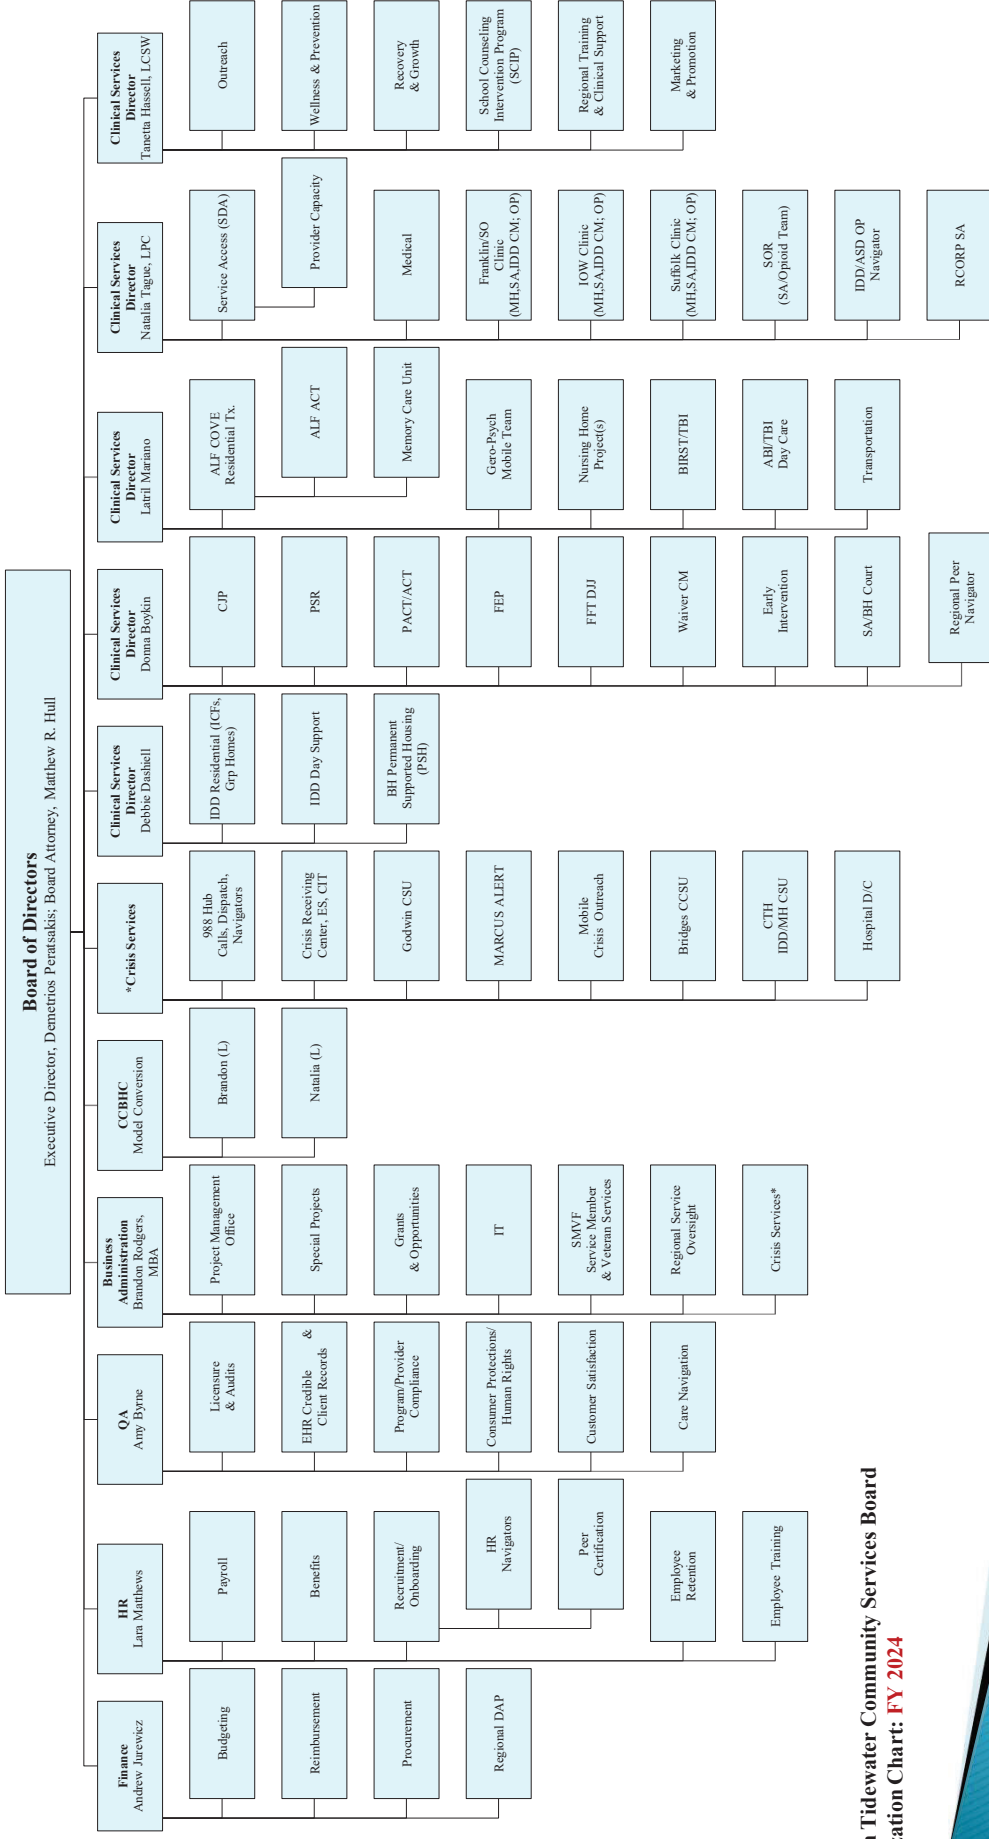 Board of Directors
Executive Director, Demetrios Peratsakis; Board Attorney, Matthew R. Hull
Finance
Andrew Jurewicz
Budgeting
Reimbursement
Procurement
Regional DAP
HR
Lara Matthews
Payroll
Benefits
Recruitment/
Onboarding
HR
Navigators
Peer
Certification
Employee
Retention
Employee Training
QA
Amy Byrne
Licensure
& Audits
EHR Credible &
Client Records
Program/Provider
Compliance
Consumer Protections/
Human Rights
Customer Satisfaction
Care Navigation
Business
Administration
Brandon Rodgers,
MBA
Project Management
Office
Special Projects
Grants
& Opportunities
IT
SMVF
Service Member
& Veteran Services
Regional Service
Oversight
Crisis Services*
CCBHC
Model Conversion
Brandon (L)
Natalia (L)
*Crisis Services
988 Hub
Calls, Dispatch,
Navigators
Crisis Receiving
Center, ES, CIT
Godwin CSU
MARCUS ALERT
Mobile
Crisis Outreach
Bridges CCSU
CTH
IDD/MH CSU
Hospital D/C
Clinical Services
Director
Debbie Dashiell
IDD Residential (ICFs,
Grp Homes)
IDD Day Support
BH Permanent
Supported Housing
(PSH)
Clinical Services
Director
Donna Boykin
CJP
PSR
PACT/ACT
FEP
FFT DJJ
Waiver CM
Early
Intervention
SA/BH Court
Regional Peer
Navigator
Clinical Services
Director
Latril Mariano
ALF COVE
Residential Tx.
ALF ACT
Memory Care Unit
Gero-Psych
Mobile Team
Nursing Home
Project(s)
BIRST/TBI
ABI/TBI
Day Care
Transportation
Clinical Services
Director
Natalia Tague, LPC
Service Access (SDA)
Provider Capacity
Medical
Franklin/SO
Clinic
(MH,SA,IDD CM; OP)
IOW Clinic
(MH,SA,IDD CM; OP)
Suffolk Clinic
(MH,SA,IDD CM; OP)
SOR
(SA/Opioid Team)
IDD/ASD OP
Navigator
RCORP SA
Clinical Services
Director
Tanetta Hassell, LCSW
Outreach
Wellness & Prevention
Recovery
& Growth
School Counseling
Intervention Program
(SCIP)
Regional Training
& Clinical Support
Marketing
& Promotion
Tidewater Community Services Board
Chart: FY 2024